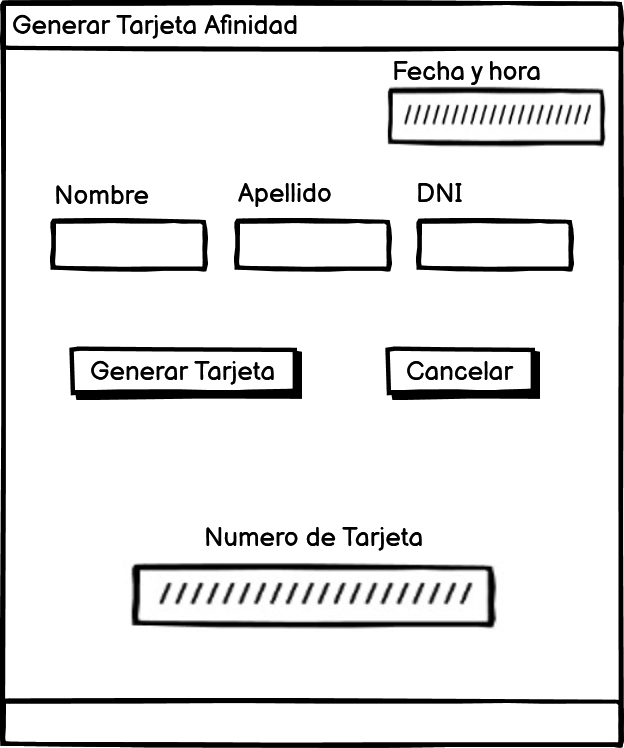 Generar Tarjeta Afinidad
Fecha y hora
///////////////////
Nombre Apellido DNI
Generar Tarjeta Cancelar
Numero de Tarjeta
////////////////////